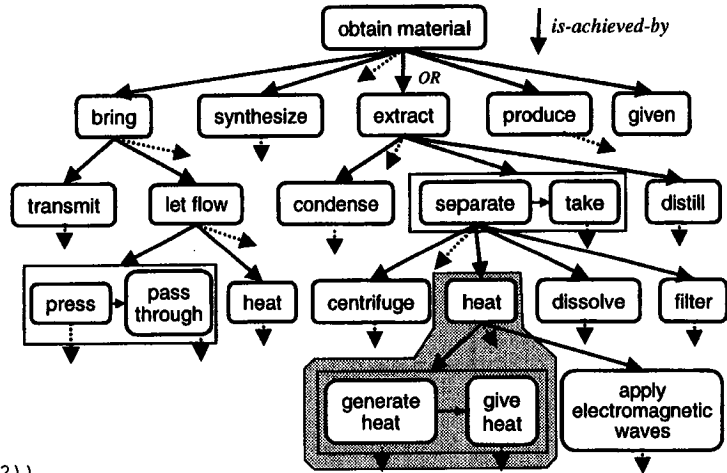 obtain material
is-achieved-by
OR
bring
synthesize
extract
produce
given
transmit
let flow
condense
separate
take
distill
press
pass
through
heat
centrifuge
heat
dissolve
filter
generate
heat
give
heat
apply
electromagnetic
waves
2))